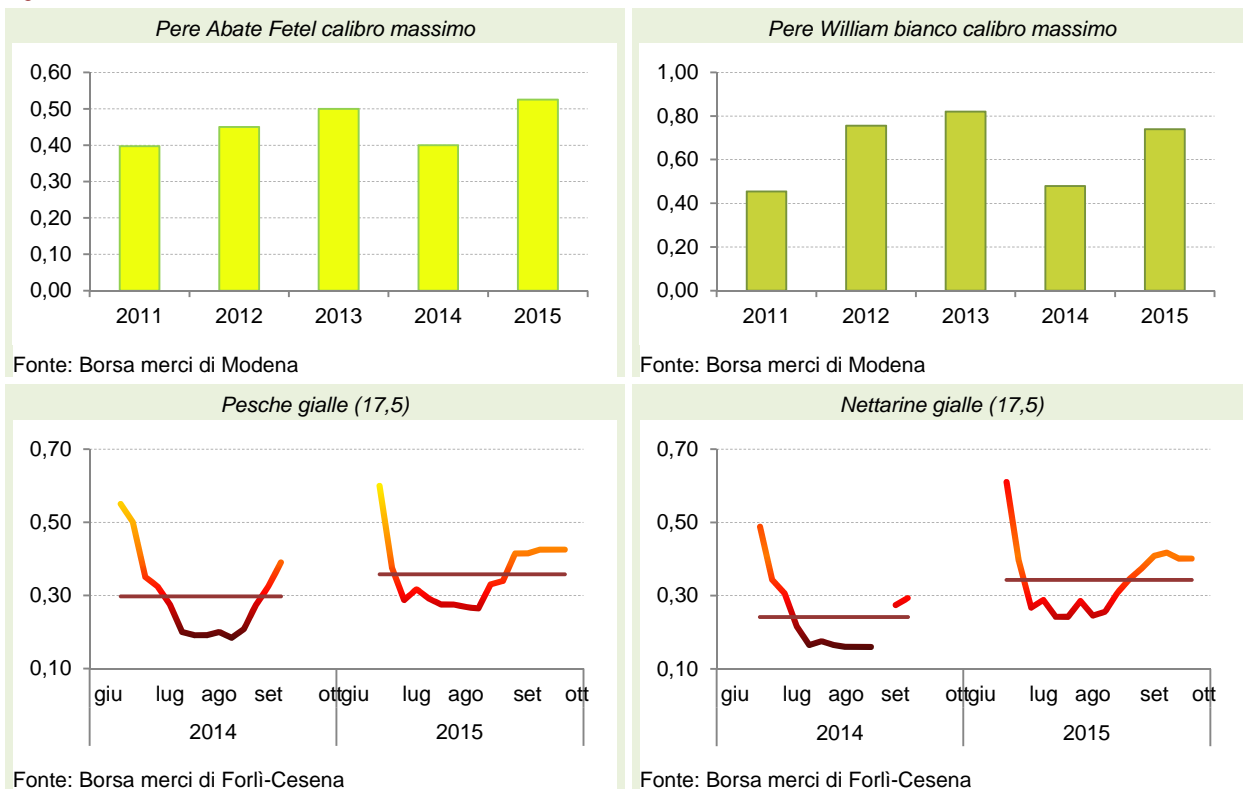 Pere Abate Fetel calibro massimo
0,60
0,50
0,40
0,30
0,20
0,10
0,00
2011 2012 2013 2014 2015
Fonte: Borsa merci di Modena
Pere William bianco calibro massimo
1,00
0,80
0,60
0,40
0,20
0,00
2011 2012 2013 2014 2015
Fonte: Borsa merci di Modena
Pesche gialle (17,5)
0,70
0,50
0,30
0,10
giu lug ago set ott giu lug ago set ott
2014 2015
Fonte: Borsa merci di Forlì-Cesena
Nettarine gialle (17,5)
0,70
0,50
0,30
0,10
giu lug ago set ott giu lug ago set ott
2014 2015
Fonte: Borsa merci di Forlì-Cesena